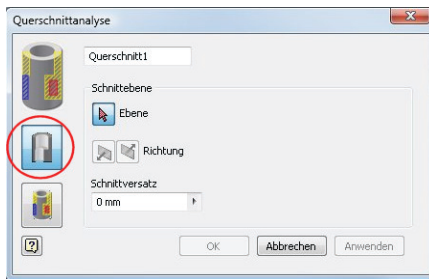 Querschnittanalyse
Querschnitt1
Schnittebene
Ebene
Richtung
Schnittversatz
0 mm
OK Abbrechen Anwenden